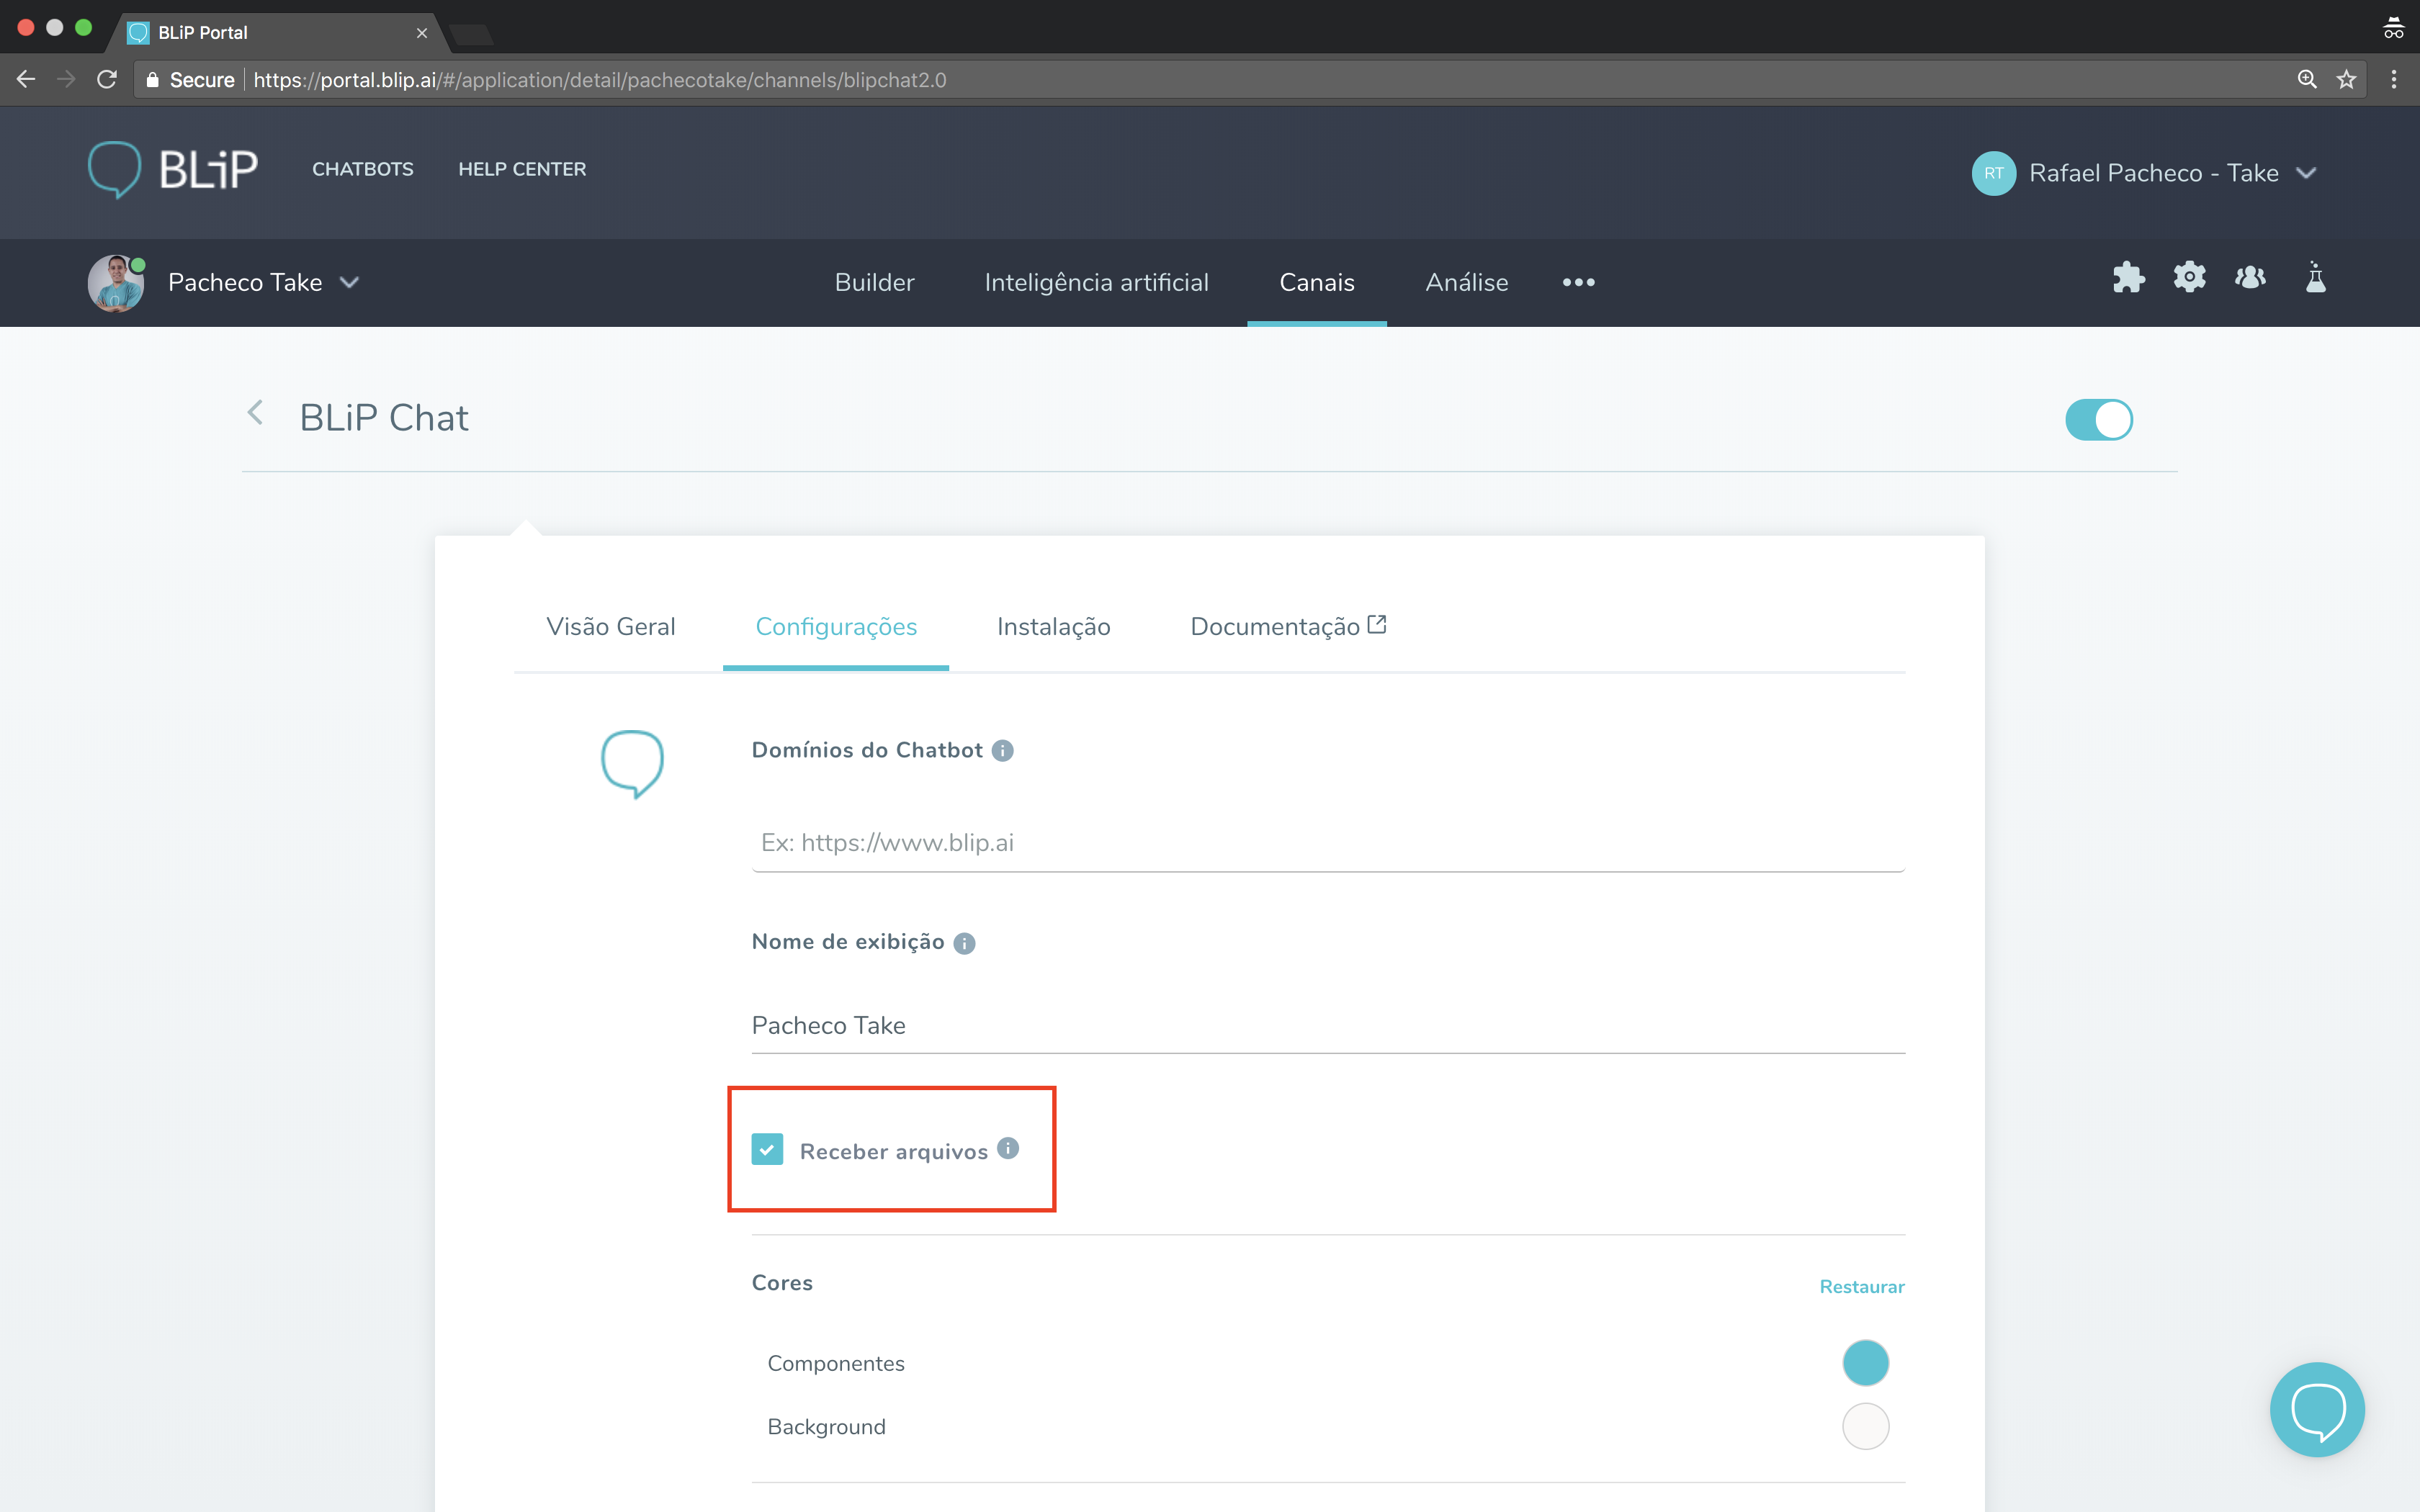 BLiP Portal
Secure https://portal.blip.ai/#/application/detail/pachecotake/channels/blipchat2.0
BLiP CHATBOTS HELP CENTER RT Rafael Pacheco - Take
Pacheco Take Builder Inteligência artificial Canais Análise
BLiP Chat
Visão Geral Configurações Instalação Documentação
Domínios do Chatbot
Ex: https://www.blip.ai
Nome de exibição
Pacheco Take
Receber arquivos
Cores Restaurar
Componentes
Background